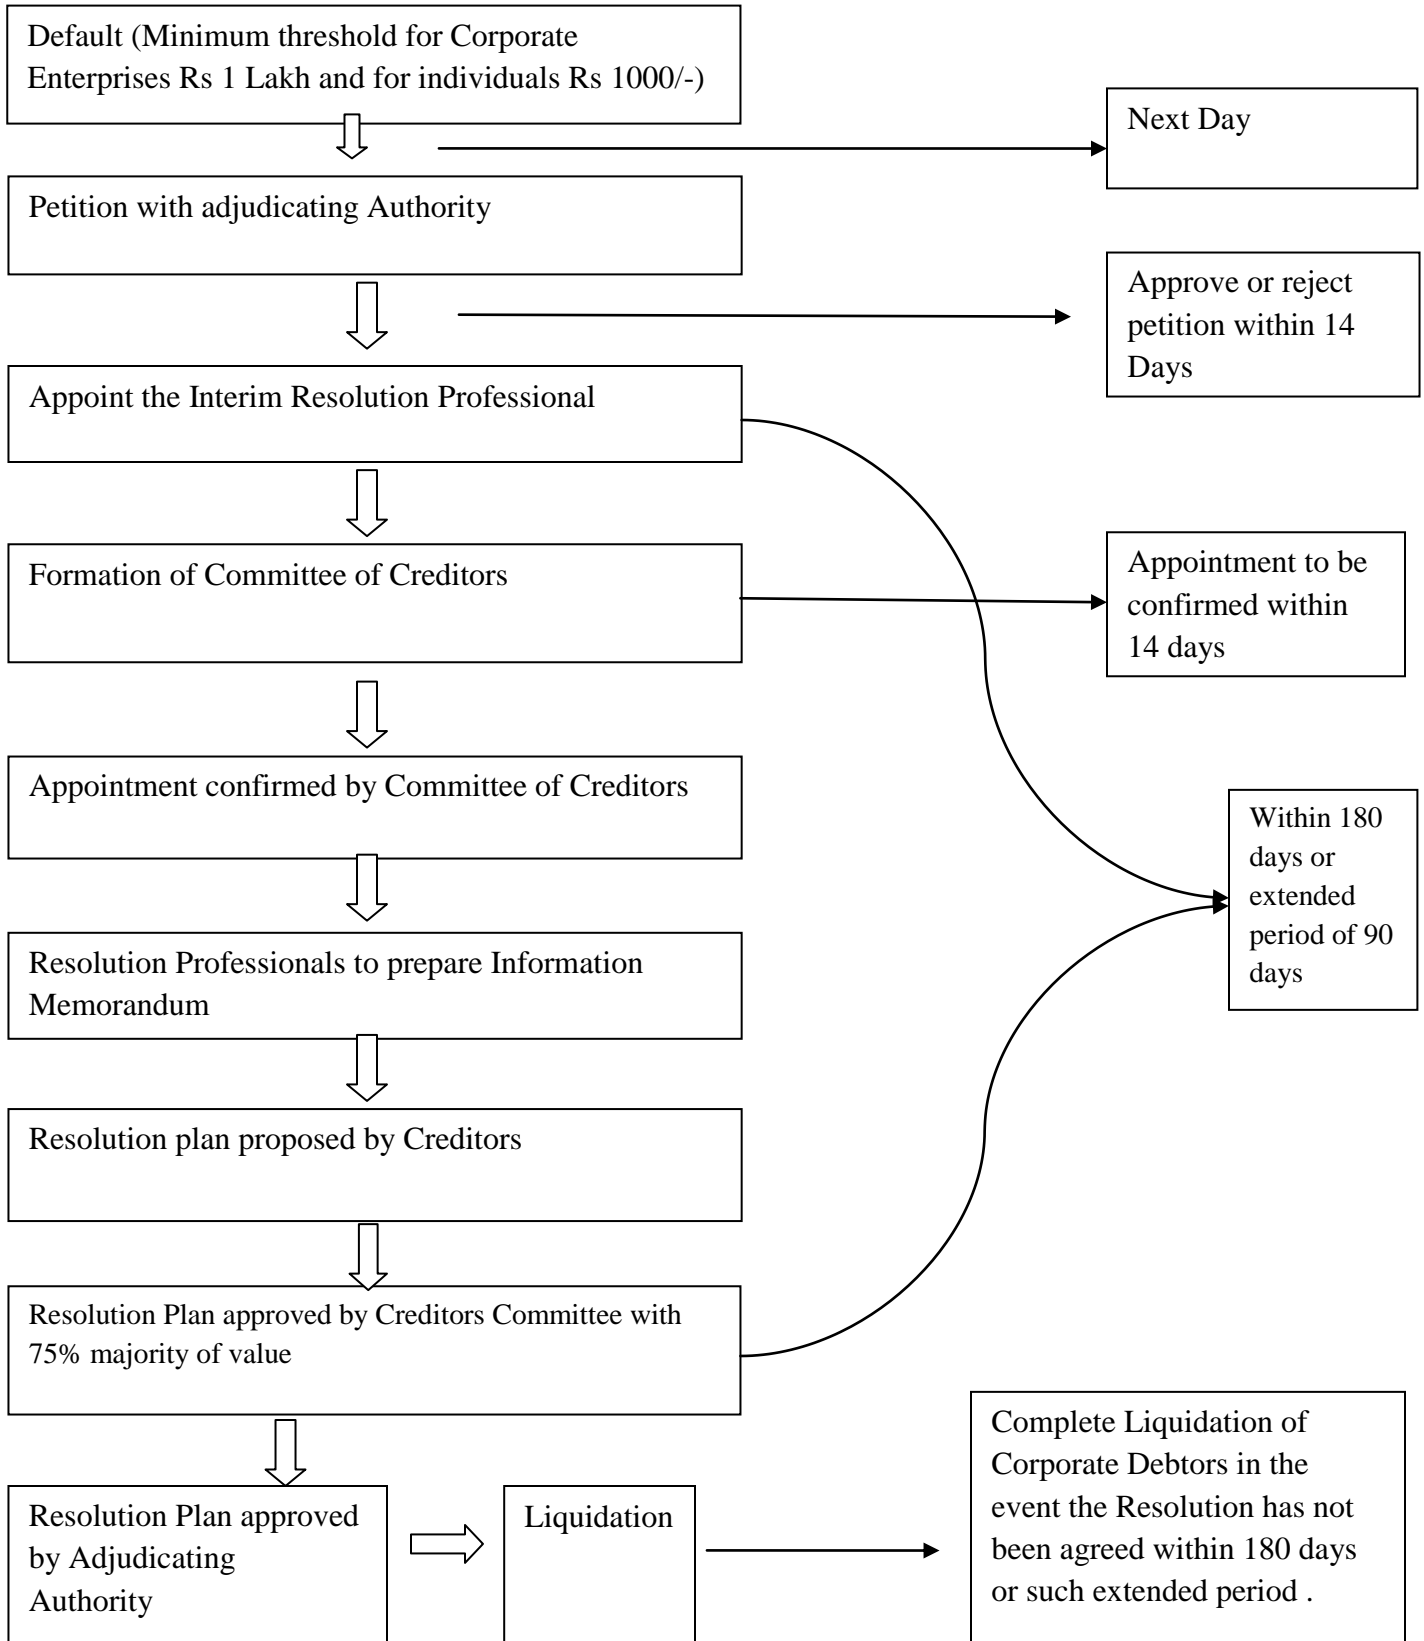 Default (Minimum threshold for Corporate
Enterprises Rs 1 Lakh and for individuals Rs 1000/-)
Next Day
Petition with adjudicating Authority
Approve or reject
petition within 14
Days
Appoint the Interim Resolution Professional
Formation of Committee of Creditors
Appointment to be
confirmed within
14 days
Appointment confirmed by Committee of Creditors
Within 180
days or
extended
period of 90
days
Resolution Professionals to prepare Information
Memorandum
Resolution plan proposed by Creditors
Resolution Plan approved by Creditors Committee with
75% majority of value
Resolution Plan approved
by Adjudicating
Authority
Liquidation
Complete Liquidation of
Corporate Debtors in the
event the Resolution has not
been agreed within 180 days
or such extended period .